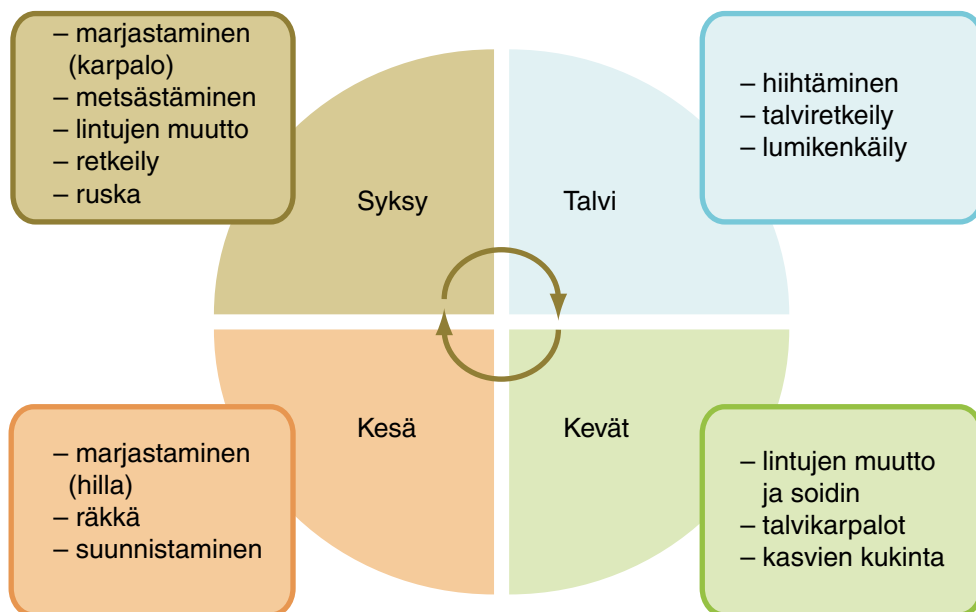 – marjastaminen
(karpalo)
– metsästäminen
– lintujen muutto
– retkeily
– ruska
– hiihtäminen
– talviretkeily
– lumikenkäily
Syksy
Talvi
Kesä
Kevät
– marjastaminen
(hilla)
– räkkä
– suunnistaminen
– lintujen muutto
ja soidin
– talvikarpalot
– kasvien kukinta